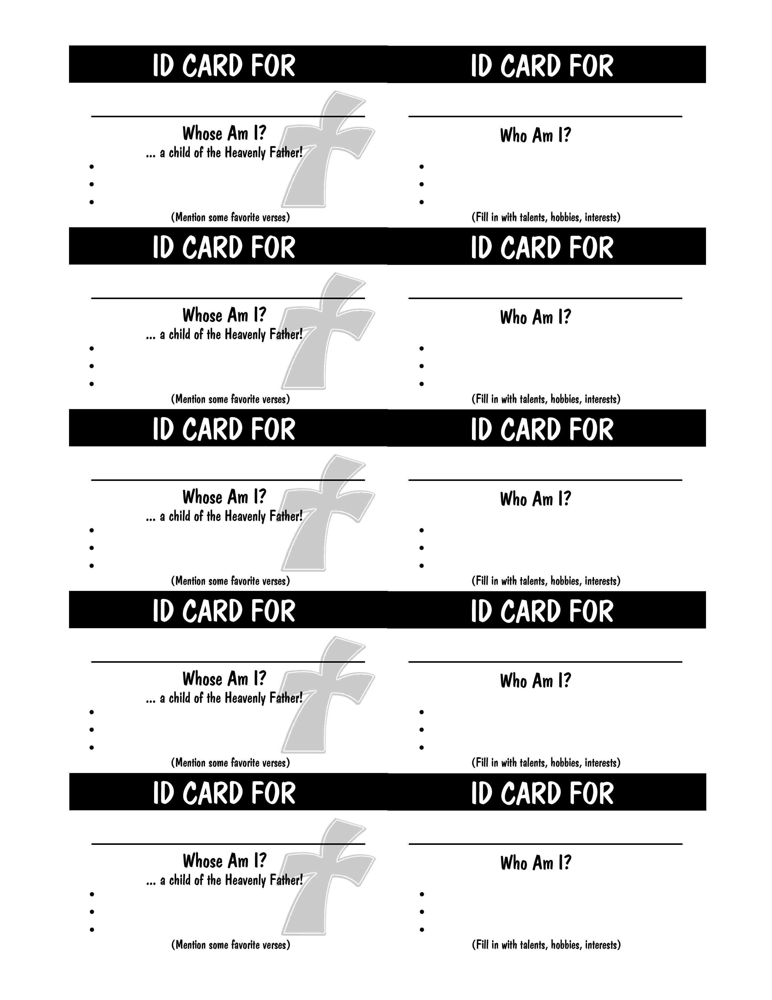 ID CARD FOR
Whose Am I?
... a child of the Heavenly Father!
•
•
•
(Mention some favorite verses)
ID CARD FOR
Who Am I?
•
•
•
(Fill in with talents, hobbies, interests)
ID CARD FOR
Whose Am I?
... a child of the Heavenly Father!
•
•
•
(Mention some favorite verses)
ID CARD FOR
Who Am I?
•
•
•
(Fill in with talents, hobbies, interests)
ID CARD FOR
Whose Am I?
... a child of the Heavenly Father!
•
•
•
(Mention some favorite verses)
ID CARD FOR
Who Am I?
•
•
•
(Fill in with talents, hobbies, interests)
ID CARD FOR
Whose Am I?
... a child of the Heavenly Father!
•
•
•
(Mention some favorite verses)
ID CARD FOR
Who Am I?
•
•
•
(Fill in with talents, hobbies, interests)
ID CARD FOR
Whose Am I?
... a child of the Heavenly Father!
•
•
•
(Mention some favorite verses)
ID CARD FOR
Who Am I?
•
•
•
(Fill in with talents, hobbies, interests)